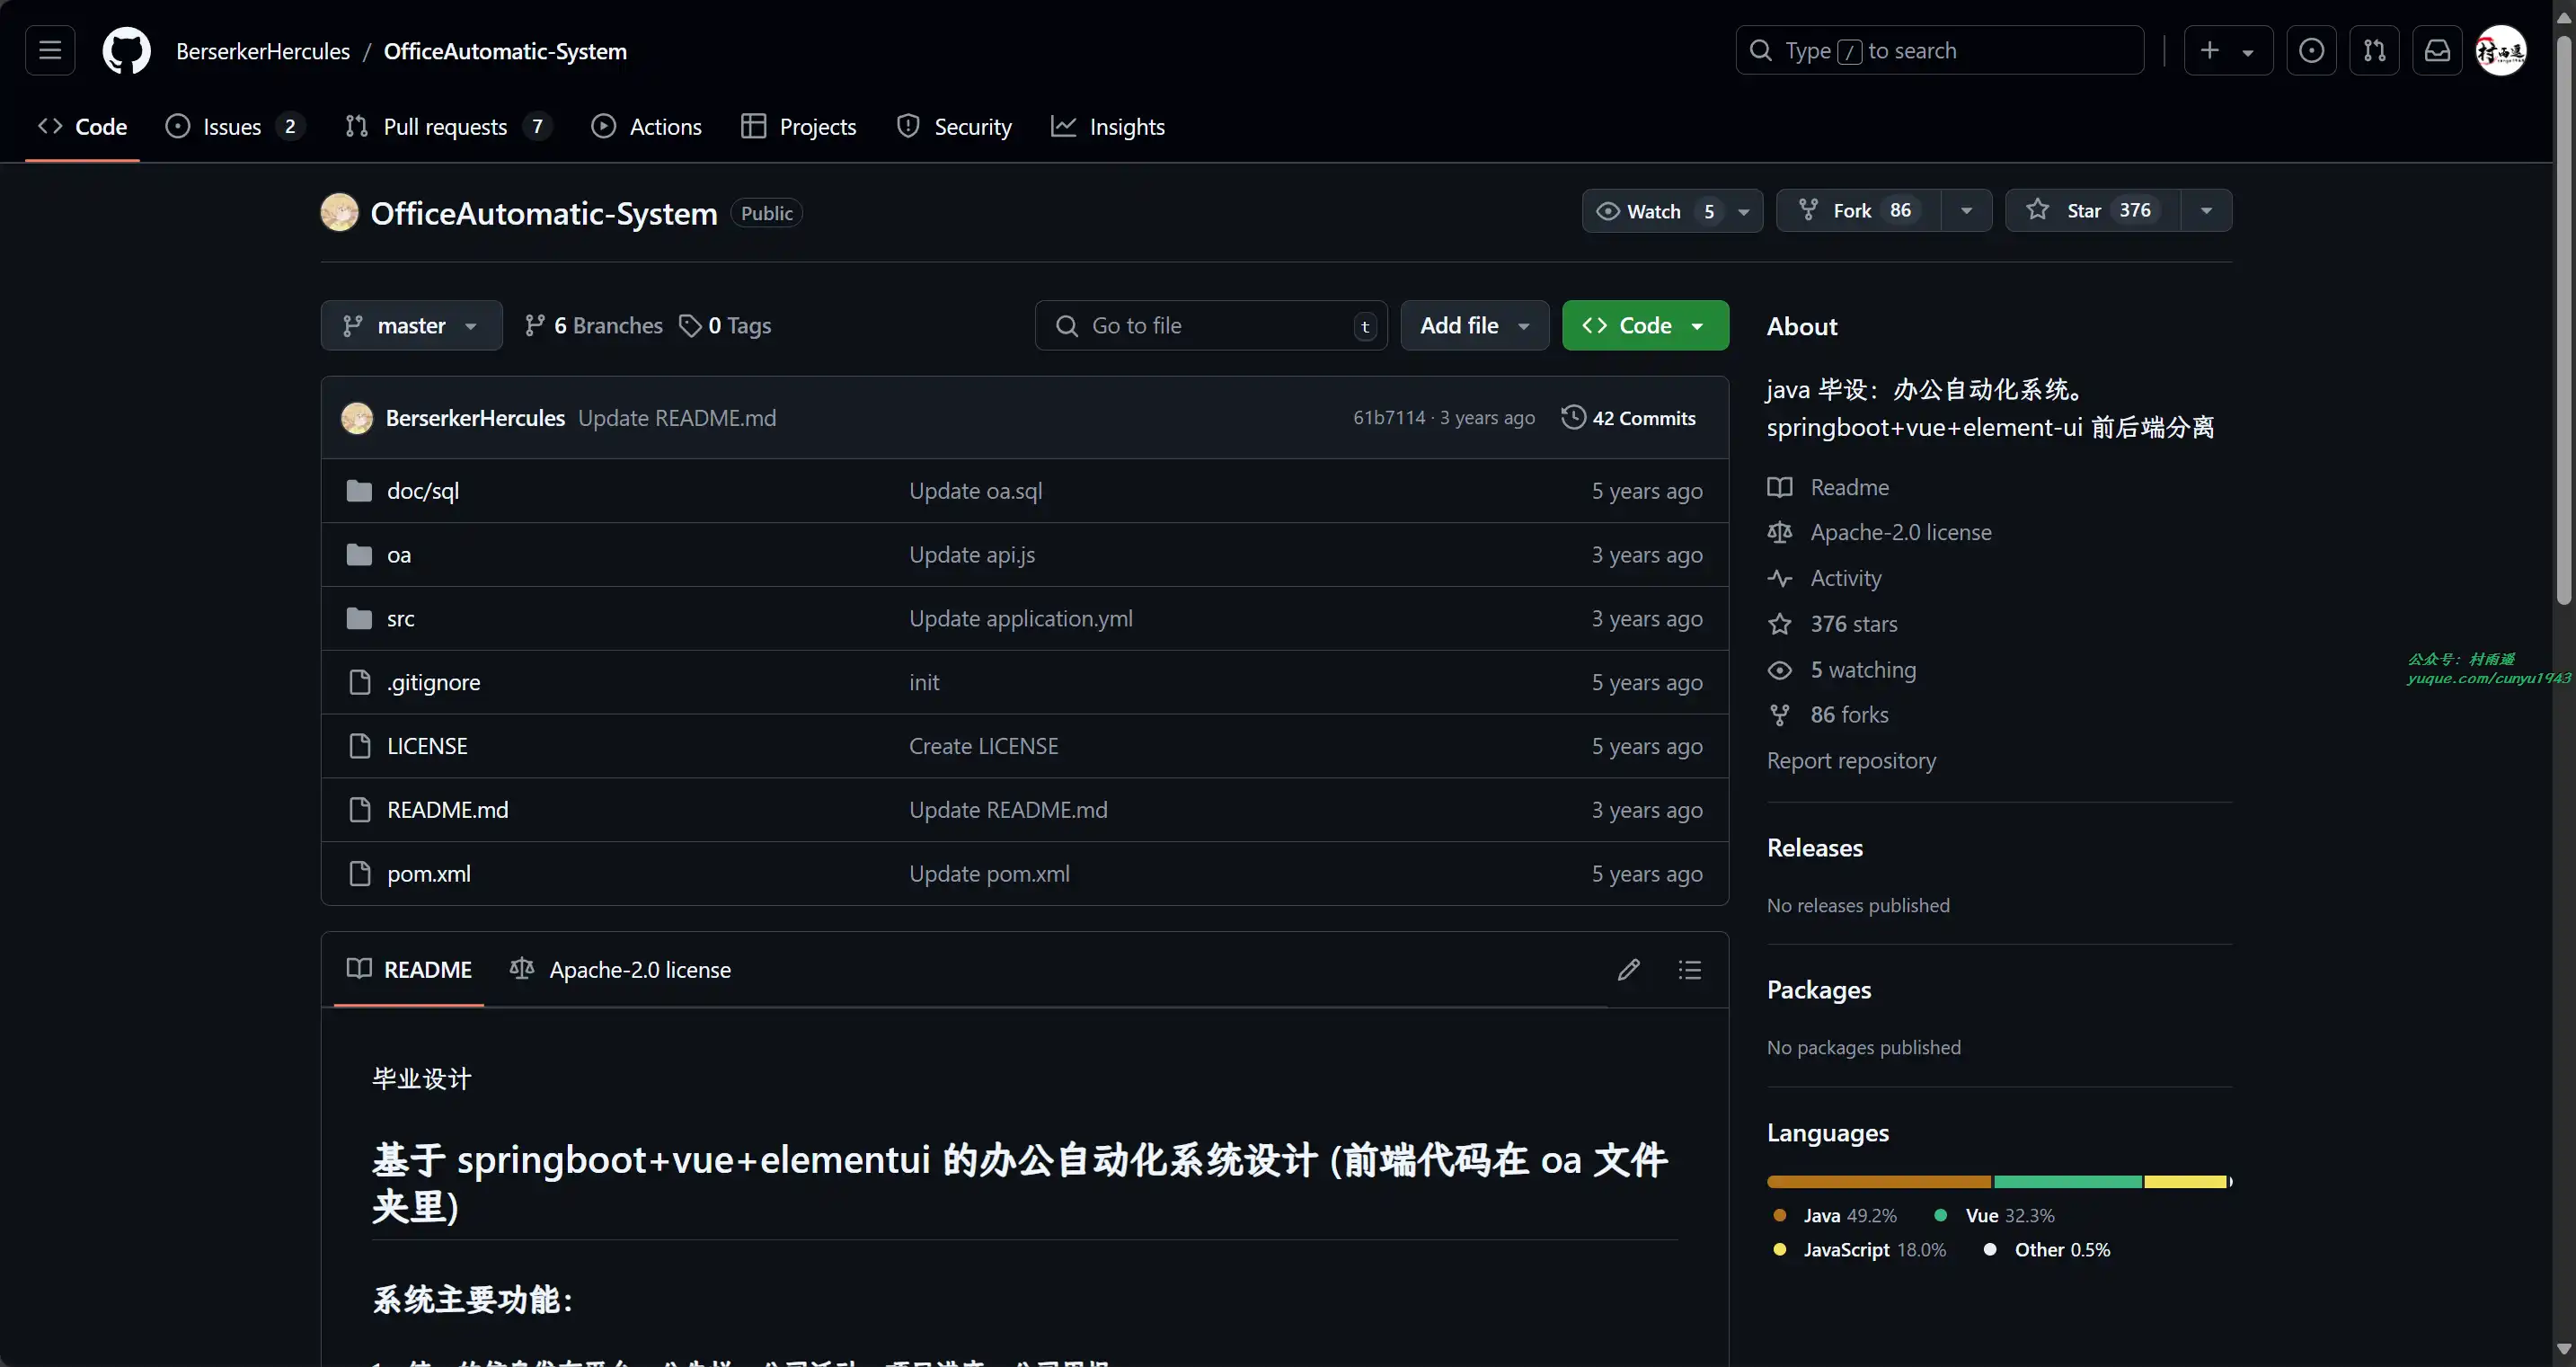 BerserkerHercules / OfficeAutomatic-System
Type / to search
Code
Issues 2
Pull requests 7
Actions
Projects
Security
Insights
OfficeAutomatic-System Public
Watch 5
Fork 86
Star 376
master
6 Branches
0 Tags
Go to file t
Add file
Code
BerserkerHercules Update README.md 61b7114 · 3 years ago 42 Commits
doc/sql Update oa.sql 5 years ago
oa Update api.js 3 years ago
src Update application.yml 3 years ago
.gitignore init 5 years ago
LICENSE Create LICENSE 5 years ago
README.md Update README.md 3 years ago
pom.xml Update pom.xml 5 years ago
README Apache-2.0 license
毕业设计
基于 springboot+vue+elementui 的办公自动化系统设计 (前端代码在 oa 文件
夹里)
系统主要功能：
About
java 毕设：办公自动化系统。
springboot+vue+element-ui 前后端分离
Readme
Apache-2.0 license
Activity
376 stars
5 watching
86 forks
Report repository
Releases
No releases published
Packages
No packages published
Languages
Java 49.2% Vue 32.3%
JavaScript 18.0% Other 0.5%
公众号：村雨遥
yuque.com/cunyu1943